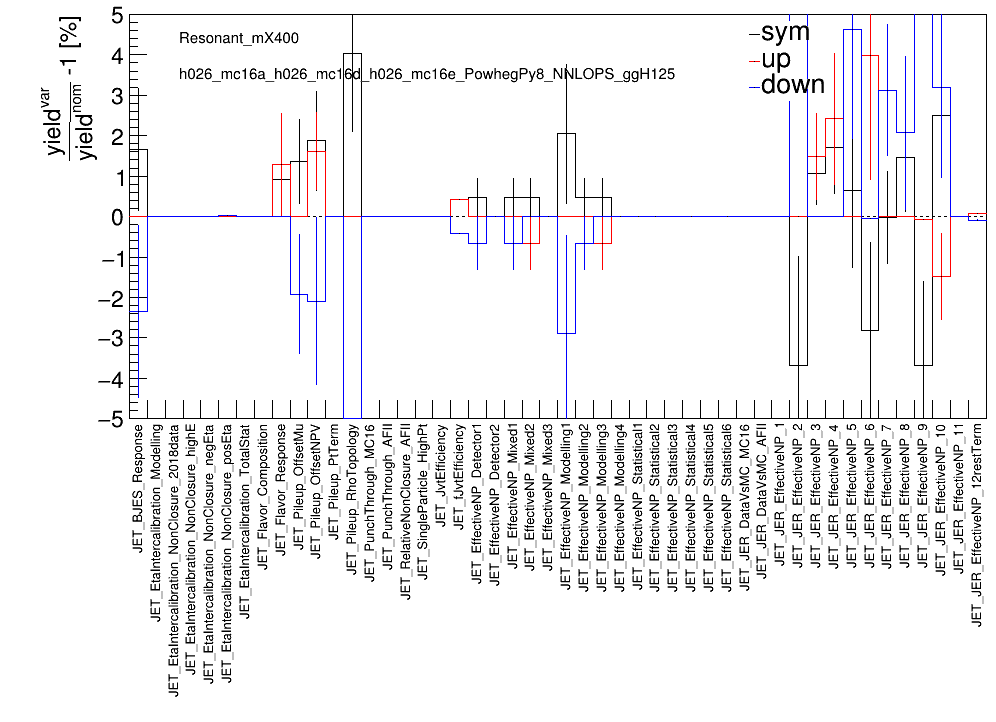 yield^var / yield^nom -1 [%]
5
4
3
2
1
0
−1
−2
−3
−4
−5
Resonant_mX400
h026_mc16a_h026_mc16d_h026_mc16e_PowhegPy8_NNLOPS_ggH125
sym
up
down
JET_BJES_Response
JET_EtaIntercalibration_Modelling
JET_EtaIntercalibration_NonClosure_2018data
JET_EtaIntercalibration_NonClosure_highE
JET_EtaIntercalibration_NonClosure_negEta
JET_EtaIntercalibration_NonClosure_posEta
JET_EtaIntercalibration_TotalStat
JET_Flavor_Composition
JET_Flavor_Response
JET_Pileup_OffsetMu
JET_Pileup_OffsetNPV
JET_Pileup_PtTerm
JET_Pileup_RhoTopology
JET_PunchThrough_MC16
JET_PunchThrough_AFII
JET_RelativeNonClosure_AFII
JET_SingleParticle_HighPt
JET_JvtEfficiency
JET_fJvtEfficiency
JET_EffectiveNP_Detector1
JET_EffectiveNP_Detector2
JET_EffectiveNP_Mixed1
JET_EffectiveNP_Mixed2
JET_EffectiveNP_Mixed3
JET_EffectiveNP_Modelling1
JET_EffectiveNP_Modelling2
JET_EffectiveNP_Modelling3
JET_EffectiveNP_Modelling4
JET_EffectiveNP_Statistical1
JET_EffectiveNP_Statistical2
JET_EffectiveNP_Statistical3
JET_EffectiveNP_Statistical4
JET_EffectiveNP_Statistical5
JET_EffectiveNP_Statistical6
JET_JER_DataVsMC_MC16
JET_JER_DataVsMC_AFII
JET_JER_EffectiveNP_1
JET_JER_EffectiveNP_2
JET_JER_EffectiveNP_3
JET_JER_EffectiveNP_4
JET_JER_EffectiveNP_5
JET_JER_EffectiveNP_6
JET_JER_EffectiveNP_7
JET_JER_EffectiveNP_8
JET_JER_EffectiveNP_9
JET_JER_EffectiveNP_10
JET_JER_EffectiveNP_11
JET_JER_EffectiveNP_12restTerm